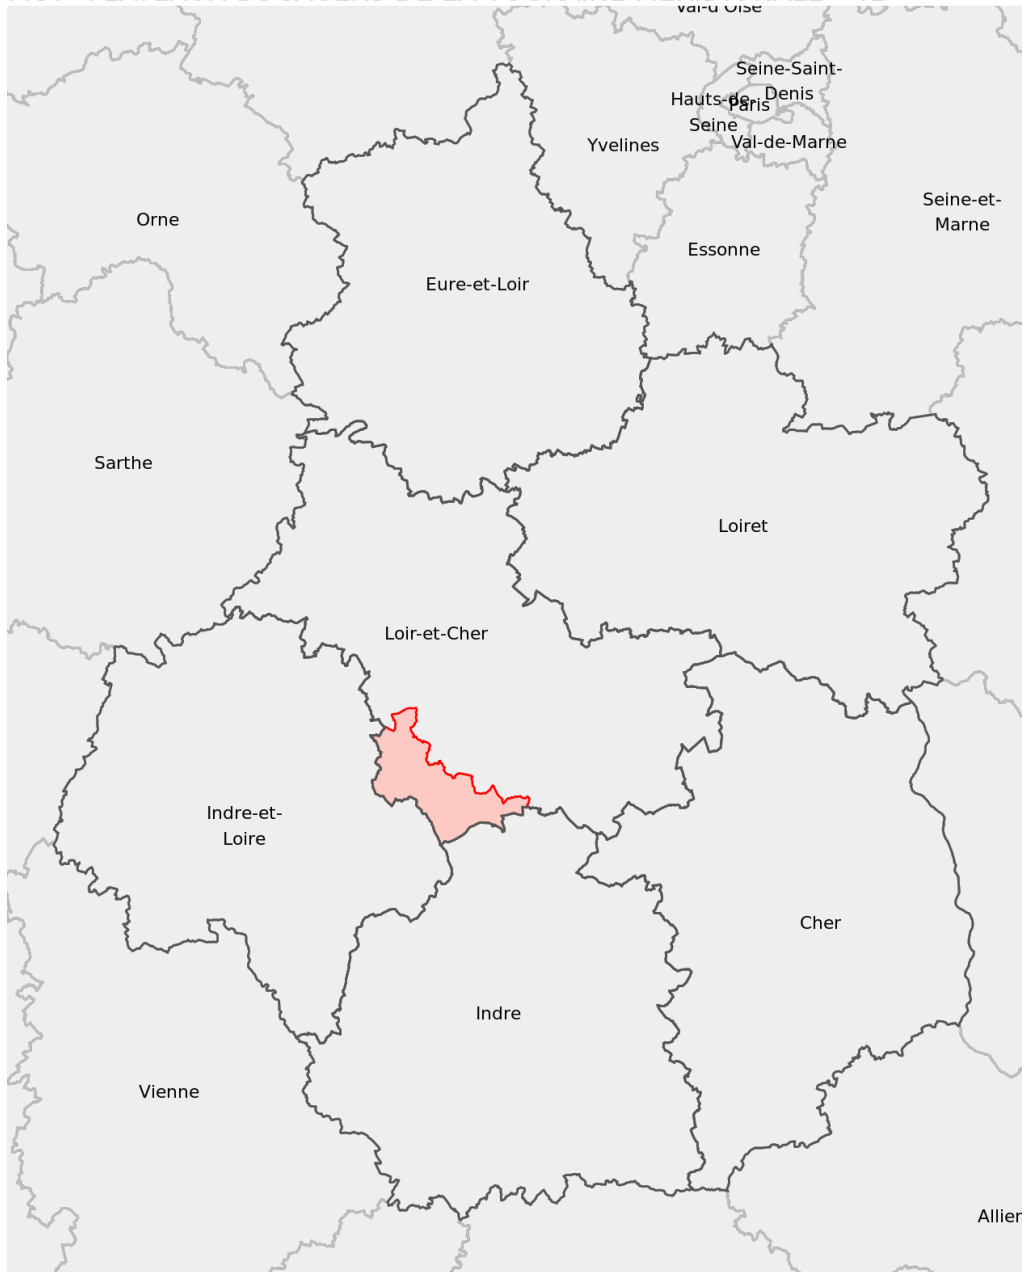 Val-d'Oise
Seine-Saint-
Denis
Hauts-de-
Seine
Paris
Yvelines
Val-de-Marne
Seine-et-
Marne
Orne
Essonne
Eure-et-Loir
Sarthe
Loiret
Loir-et-Cher
Indre-et-
Loire
Cher
Indre
Vienne
Allier